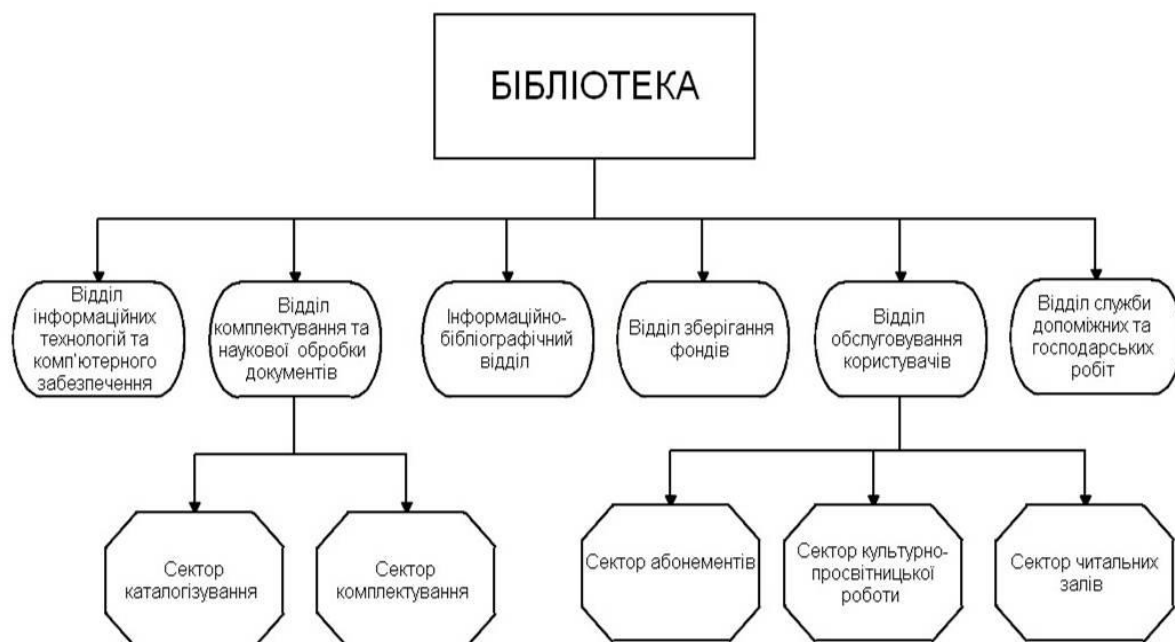 БІБЛІОТЕКА
Відділ
інформаційних
технологій та
комп'ютерного
забезпечення
Відділ
комплектування та
наукової обробки
документів
Інформаційно-
бібліографічний
відділ
Відділ зберігання
фондів
Відділ
обслуговування
користувачів
Відділ служби
допоміжних та
господарських
робіт
Сектор
каталогізування
Сектор
комплектування
Сектор абонементів
Сектор культурно-
просвітницької
роботи
Сектор читальних
залів